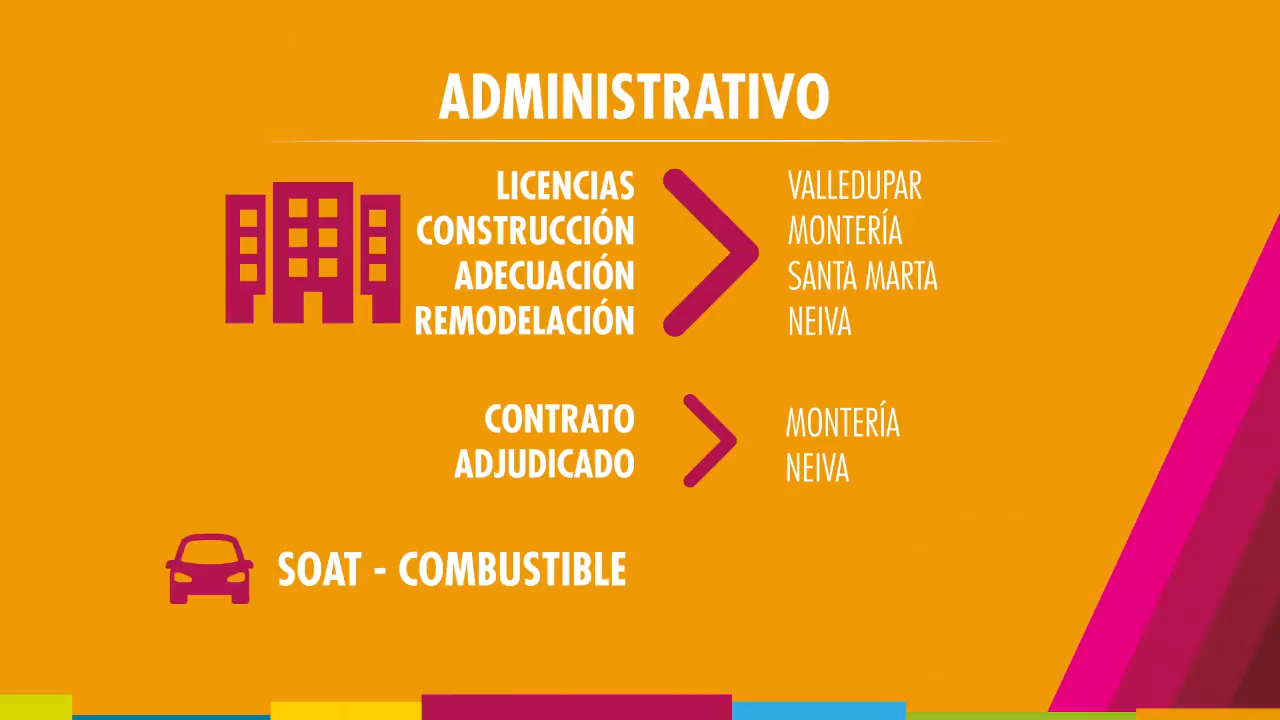 ADMINISTRATIVO
LICENCIAS
CONSTRUCCIÓN
ADECUACIÓN
REMODELACIÓN
VALLEDUPAR
MONTERÍA
SANTA MARTA
NEIVA
CONTRATO
ADJUDICADO
MONTERÍA
NEIVA
SOAT - COMBUSTIBLE